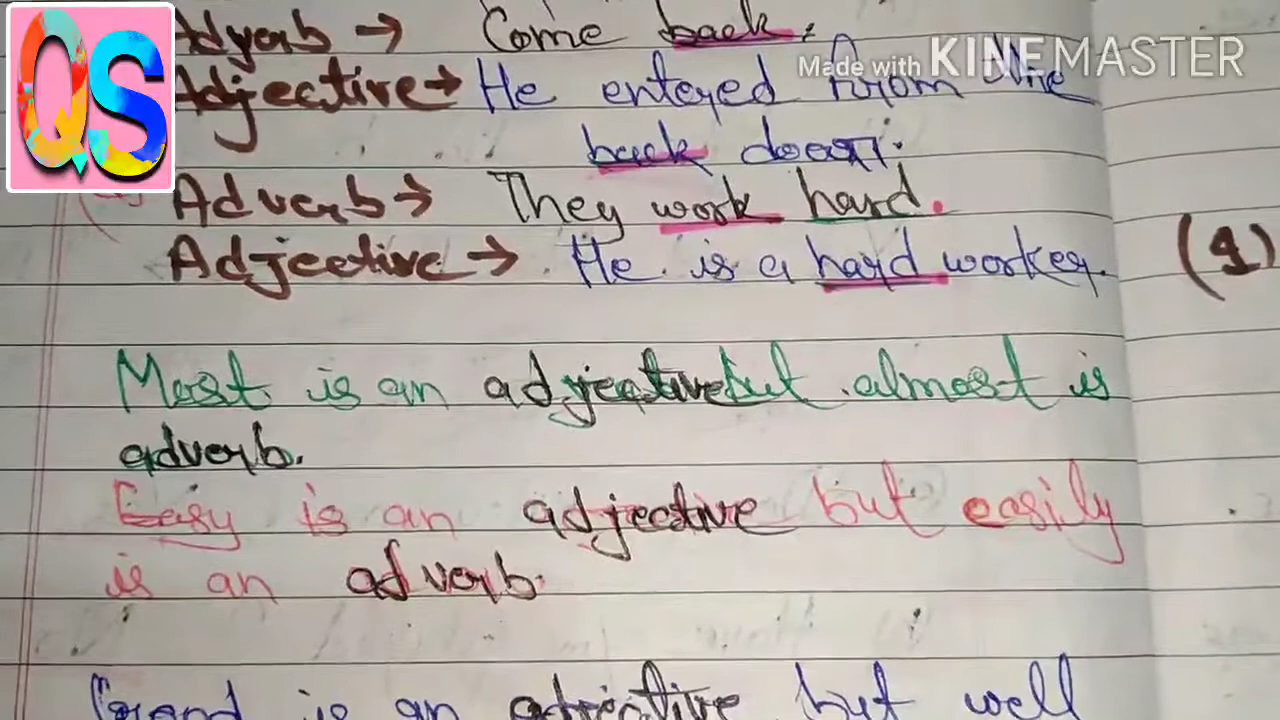 Adverb → Come back.
QS
Made with KINEMASTER
Adjective → He entered from the
back door.
Adverb → They work hard.
Adjective → He is a hard worker.
(1)
Most is an adjective but almost is
adverb.
Easy is an adjective but easily
is an adverb.
Good is an adjective but well